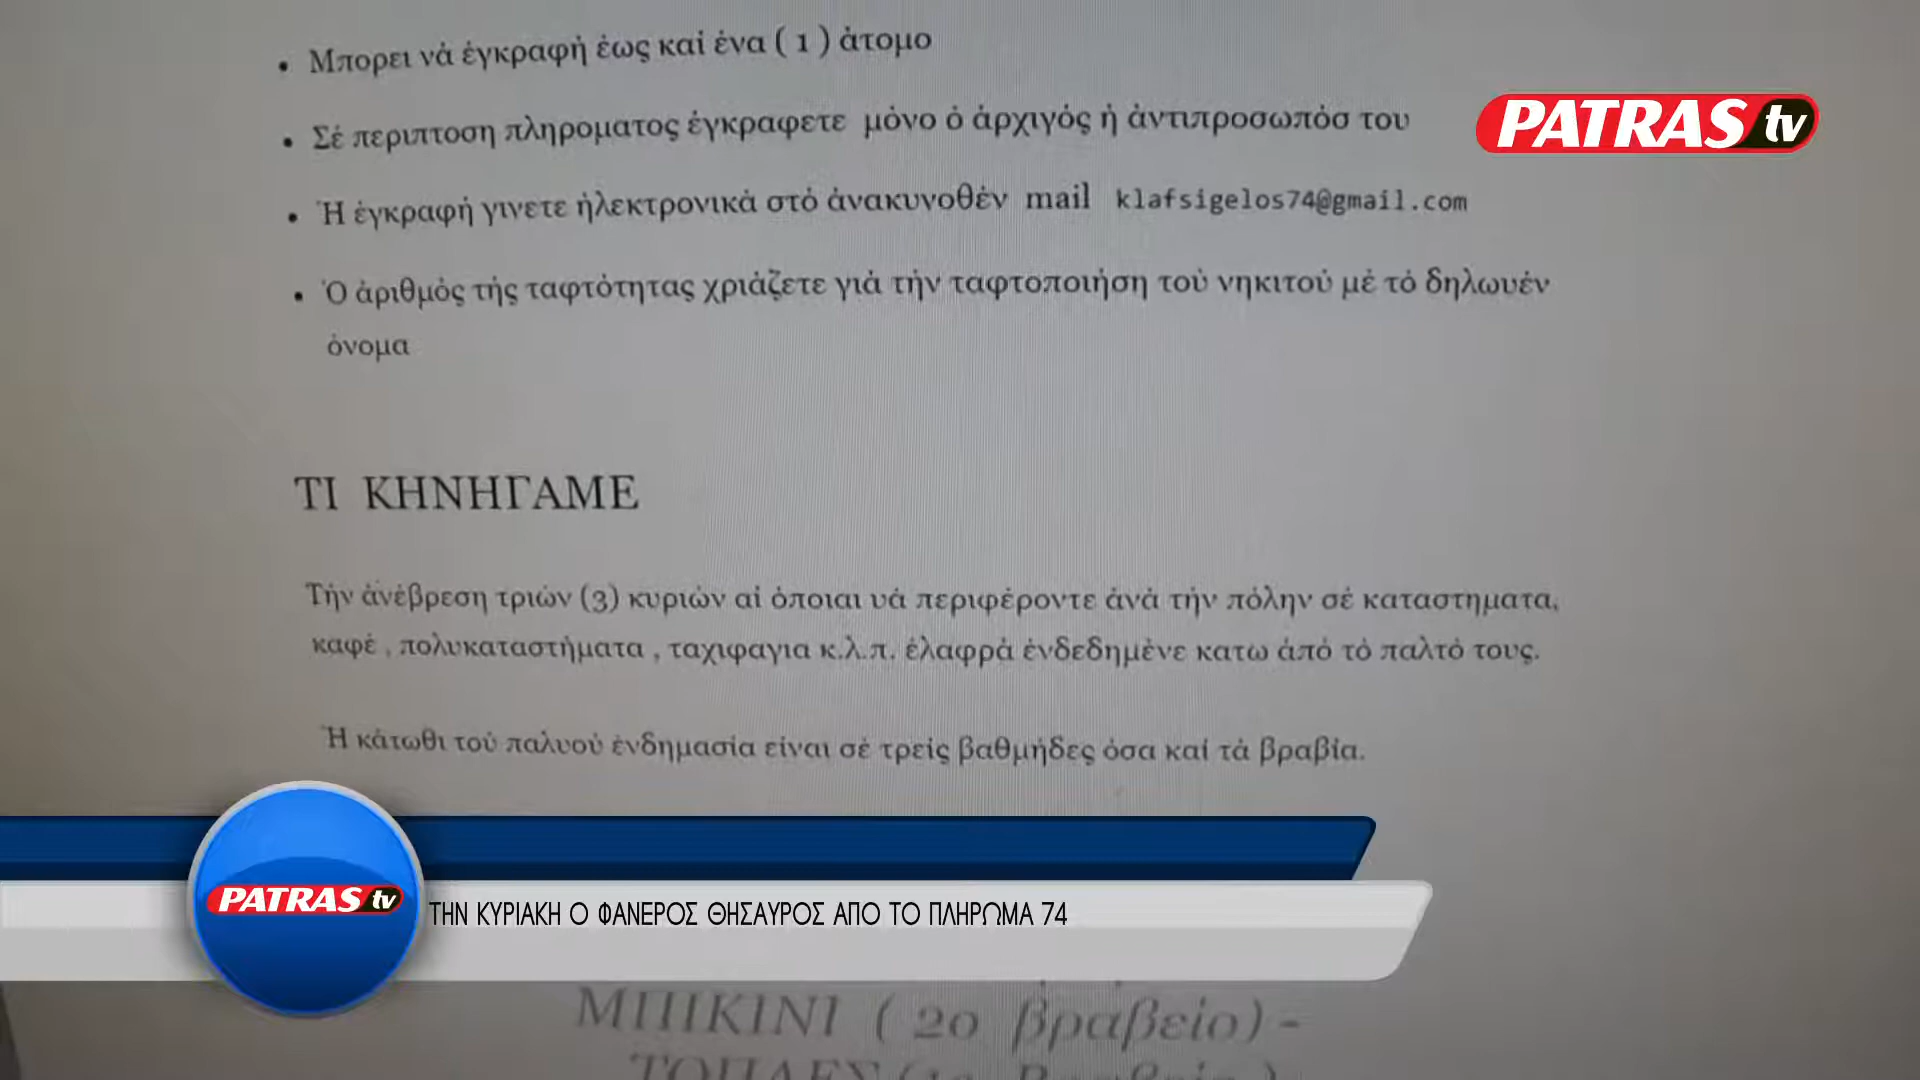 • Μπορει νά έγκραφή έως καί ένα ( 1 ) άτομο
PATRAS tv
• Σέ περιπτοση πληροματος έγκραφετε μόνο ό άρχιγός ή άντιπροσωπόσ του
• Ή έγκραφή γινετε ήλεκτρονικά στό άνακυνοθέν mail klafsigelos74@gmail.com
• Ό άριθμός τής ταφτότητας χριάζετε γιά τήν ταφτοποιήση τού νηκιτού μέ τό δηλωυέν
όνομα
ΤΙ ΚΗΝΗΓΑΜΕ
Τήν άνέβρεση τριών (3) κυριών αί όποιαι υά περιφέροντε άνά τήν πόλην σέ καταστηματα,
καφέ , πολυκαταστήματα , ταχιφαγια κ.λ.π. έλαφρά ένδεδημένε κατω άπό τό παλτό τους.
Ή κάτωθι τού παλυού ένδημασία είναι σέ τρείς βαθμήδες όσα καί τά βραβία.
PATRAS tv
ΤΗΝ ΚΥΡΙΑΚΗ Ο ΦΑΝΕΡΟΣ ΘΗΣΑΥΡΟΣ ΑΠΟ ΤΟ ΠΛΗΡΩΜΑ 74
ΜΠΙΚΙΝΙ ( 2ο βραβείο) -